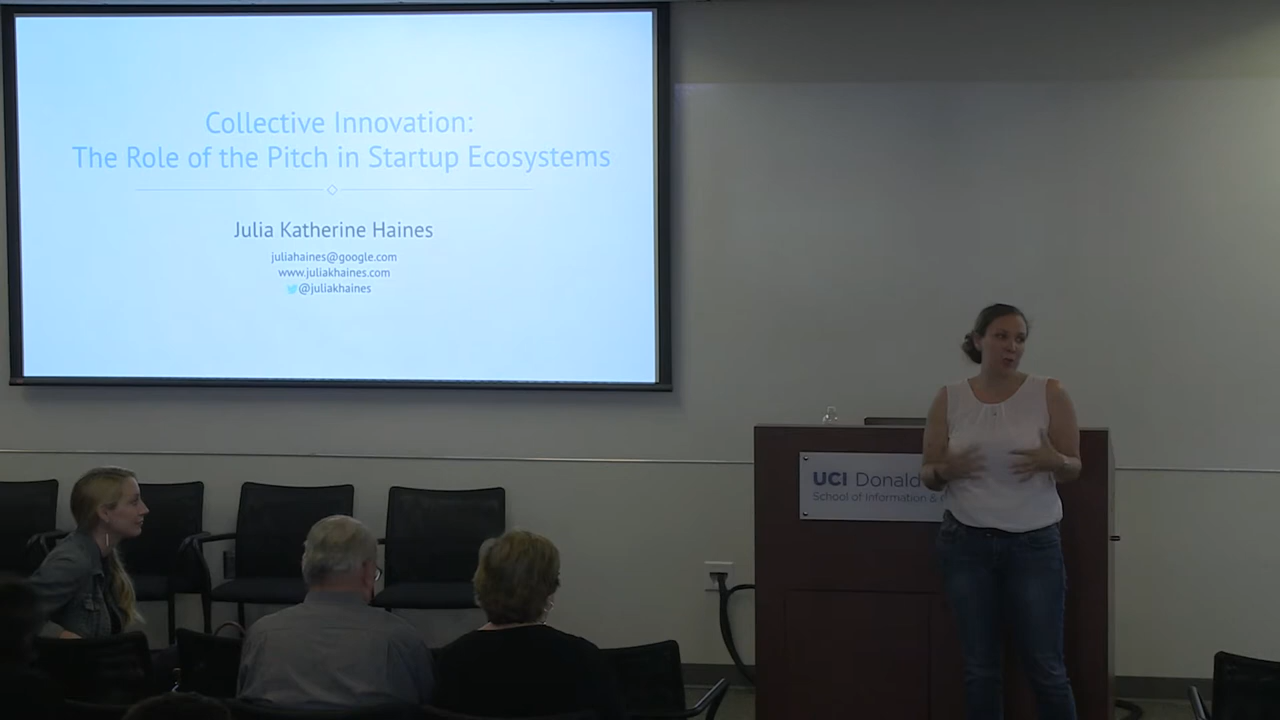 Collective Innovation:
The Role of the Pitch in Startup Ecosystems
Julia Katherine Haines
juliahaines@google.com
www.juliakhaines.com
@juliakhaines
UCI Donald
School of Information &